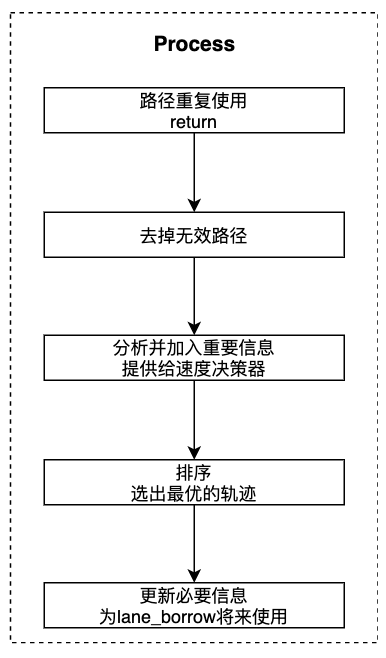 Process
路径重复使用
return
去掉无效路径
分析并加入重要信息
提供给速度决策器
排序
选出最优的轨迹
更新必要信息
为lane_borrow将来使用